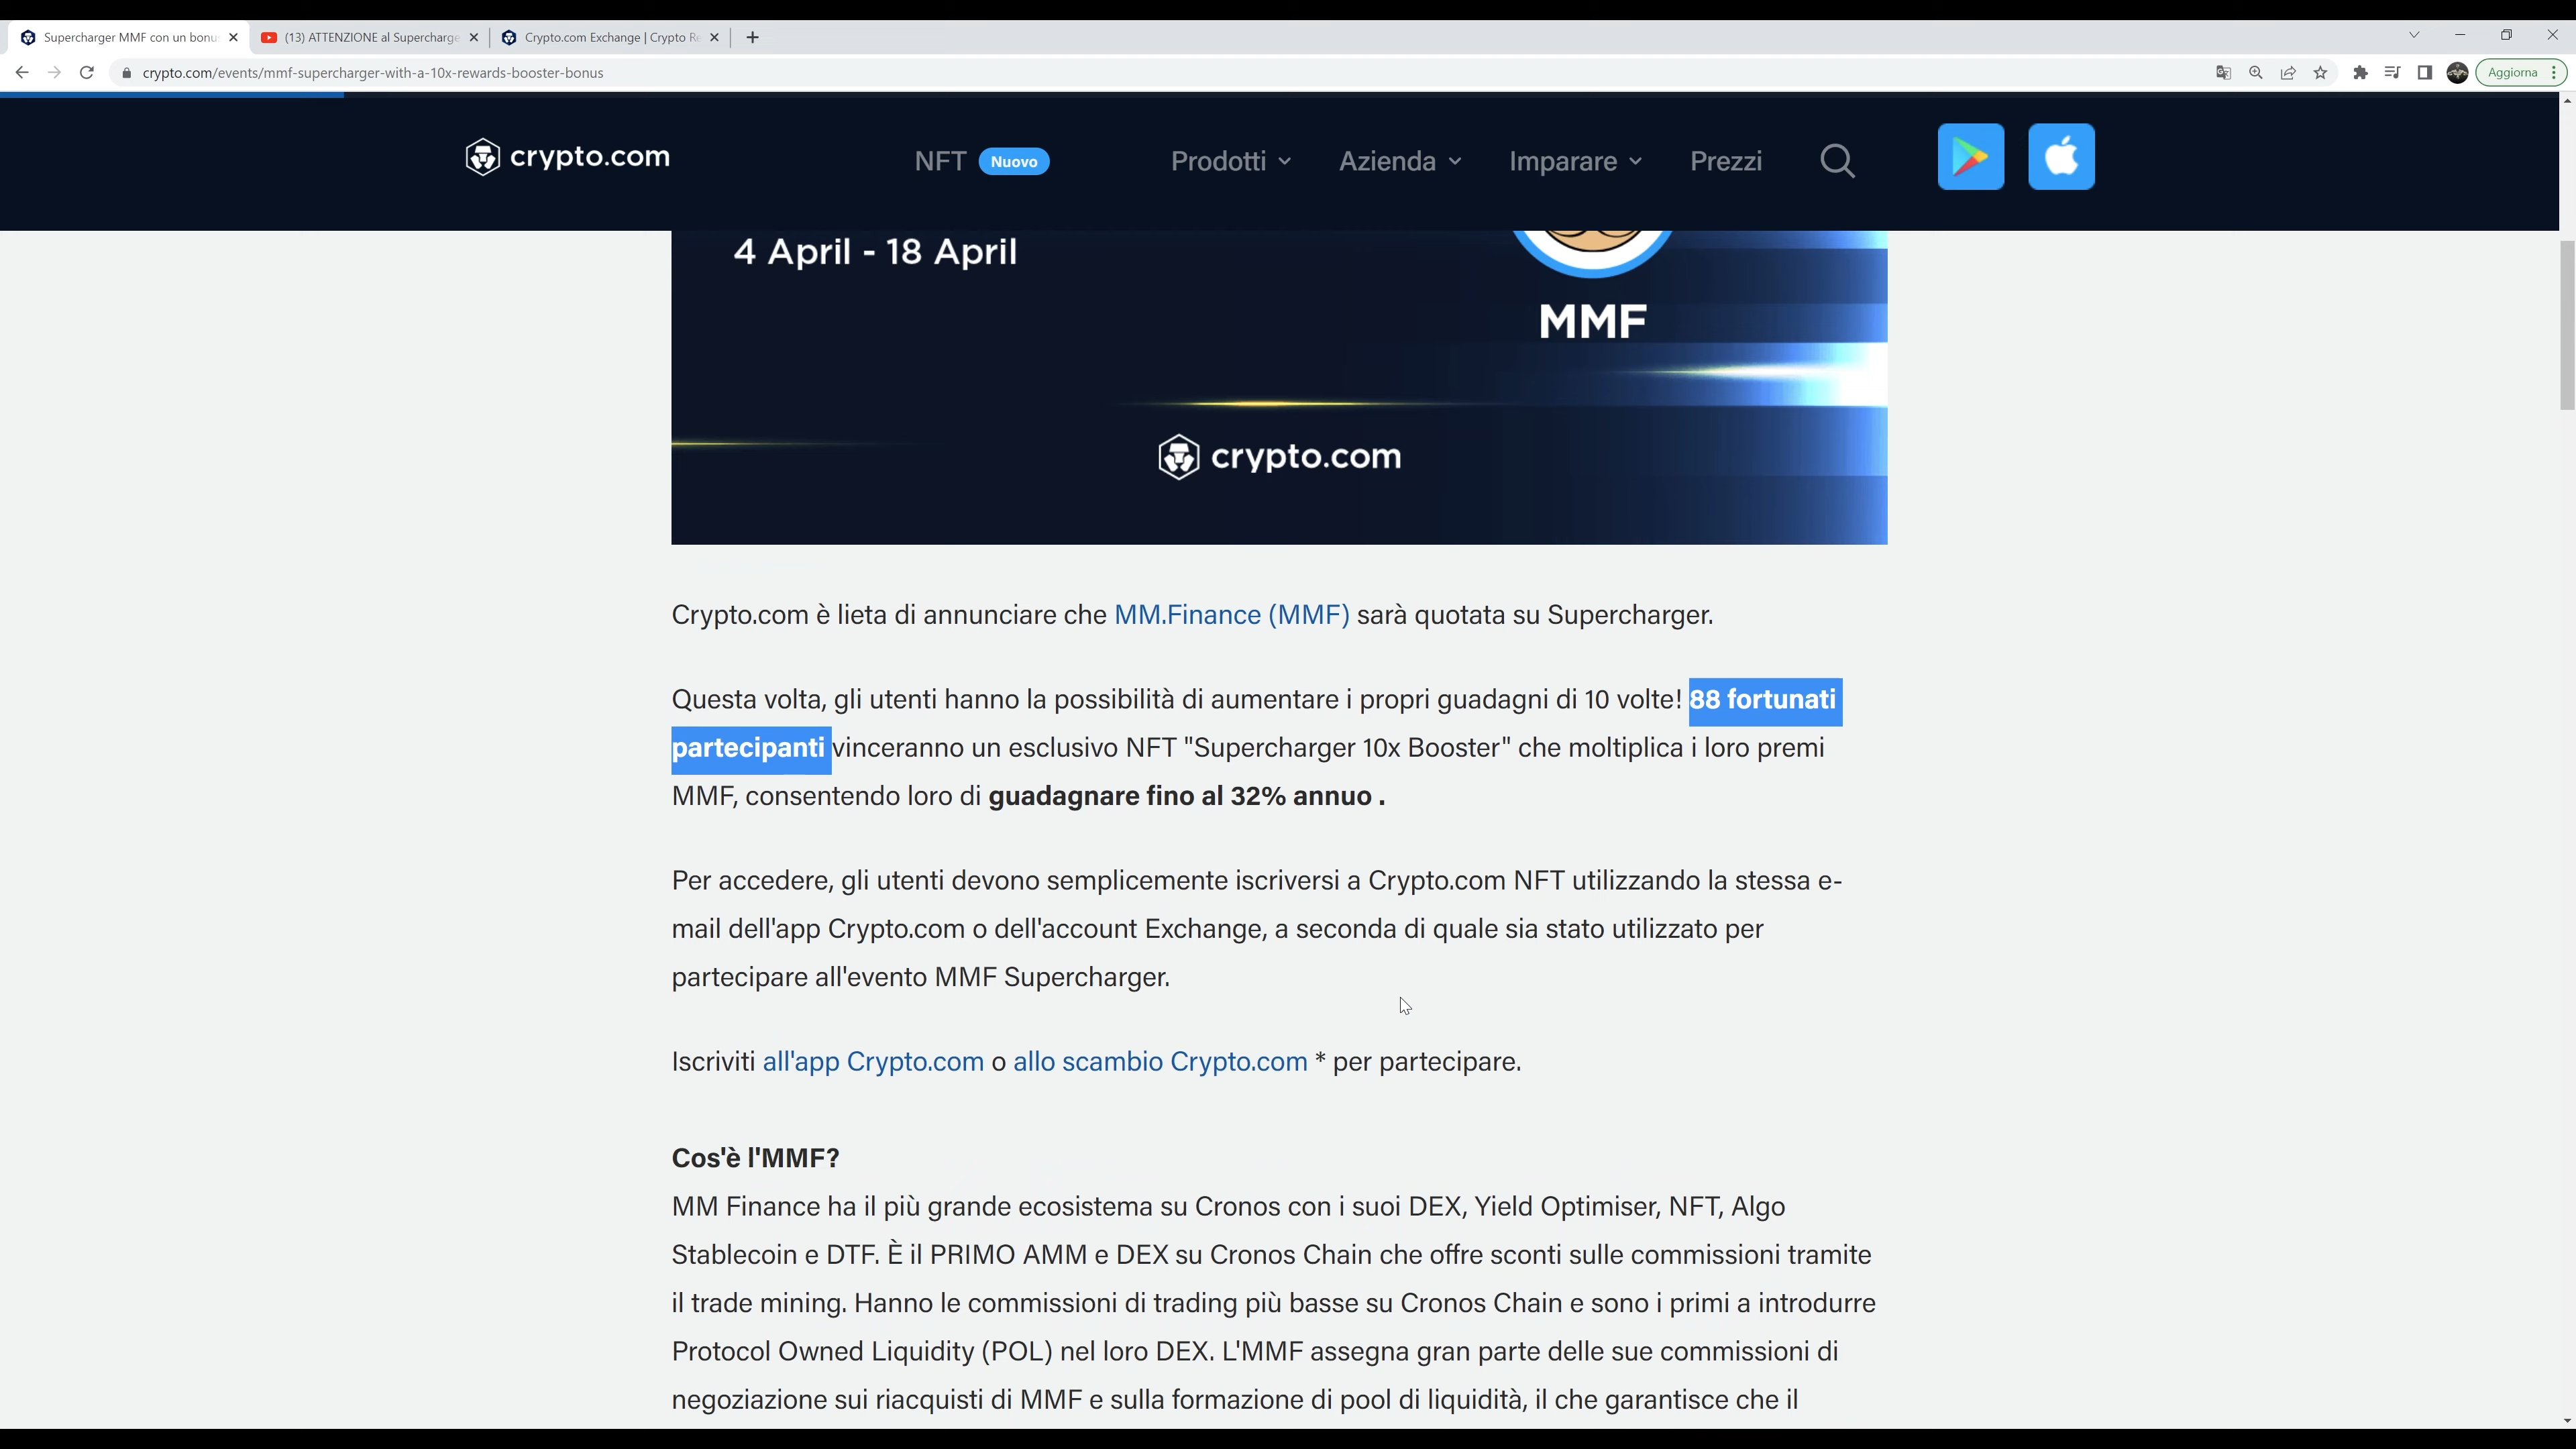 Supercharger MMF con un bonu
(13) ATTENZIONE al Supercharge
Crypto.com Exchange | Crypto Re
crypto.com/events/mmf-supercharger-with-a-10x-rewards-booster-bonus
Aggiorna
crypto.com
NFT Nuovo
Prodotti
Azienda
Imparare
Prezzi
4 April - 18 April
MMF
crypto.com
Crypto.com è lieta di annunciare che MM.Finance (MMF) sarà quotata su Supercharger.
Questa volta, gli utenti hanno la possibilità di aumentare i propri guadagni di 10 volte! 88 fortunati
partecipanti vinceranno un esclusivo NFT "Supercharger 10x Booster" che moltiplica i loro premi
MMF, consentendo loro di guadagnare fino al 32% annuo .
Per accedere, gli utenti devono semplicemente iscriversi a Crypto.com NFT utilizzando la stessa e-
mail dell'app Crypto.com o dell'account Exchange, a seconda di quale sia stato utilizzato per
partecipare all'evento MMF Supercharger.
Iscriviti all'app Crypto.com o allo scambio Crypto.com * per partecipare.
Cos'è l'MMF?
MM Finance ha il più grande ecosistema su Cronos con i suoi DEX, Yield Optimiser, NFT, Algo
Stablecoin e DTF. È il PRIMO AMM e DEX su Cronos Chain che offre sconti sulle commissioni tramite
il trade mining. Hanno le commissioni di trading più basse su Cronos Chain e sono i primi a introdurre
Protocol Owned Liquidity (POL) nel loro DEX. L'MMF assegna gran parte delle sue commissioni di
negoziazione sui riacquisti di MMF e sulla formazione di pool di liquidità, il che garantisce che il